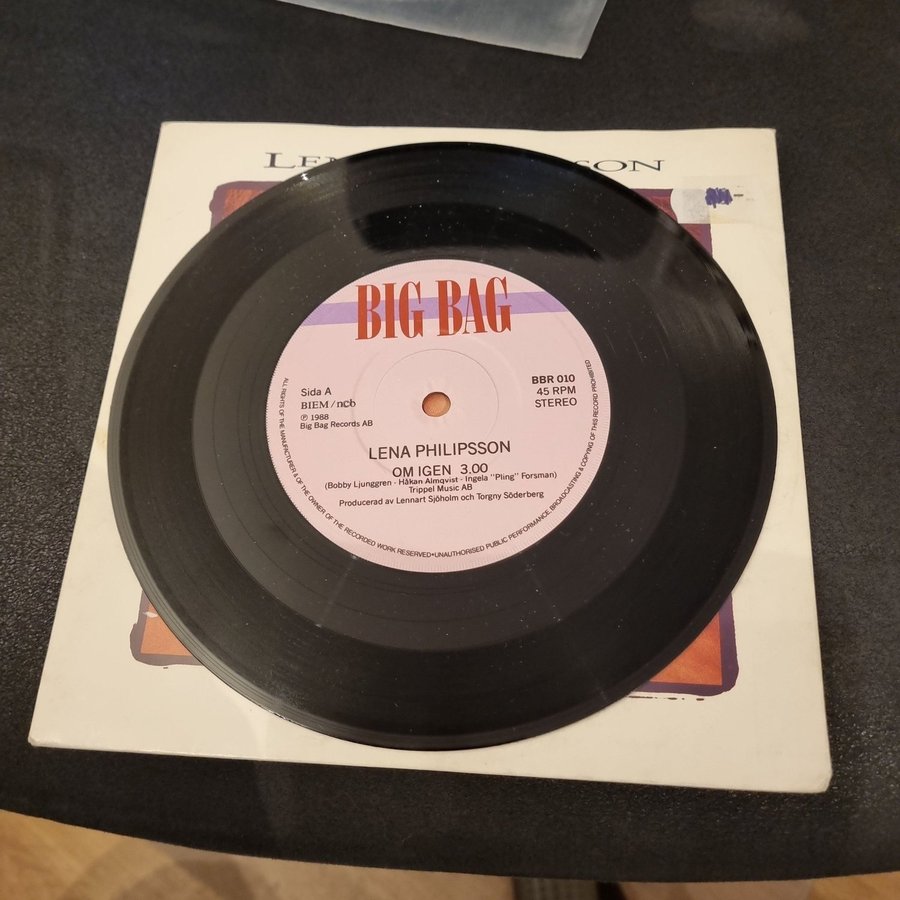 LE SON
BIG BAG
Sida A
BIEM/ncb
℗ 1988
Big Bag Records AB
BBR 010
45 RPM
STEREO
LENA PHILIPSSON
OM IGEN 3.00
(Bobby Ljunggren - Håkan Almqvist - Ingela "Pling" Forsman)
Trippel Music AB
Producerad av Lennart Sjöholm och Torgny Söderberg
ALL RIGHTS OF THE MANUFACTURER & OF THE OWNER OF THE RECORDED WORK RESERVED•UNAUTHORISED PUBLIC PERFORMANCE, BROADCASTING & COPYING OF THIS RECORD PROHIBITED